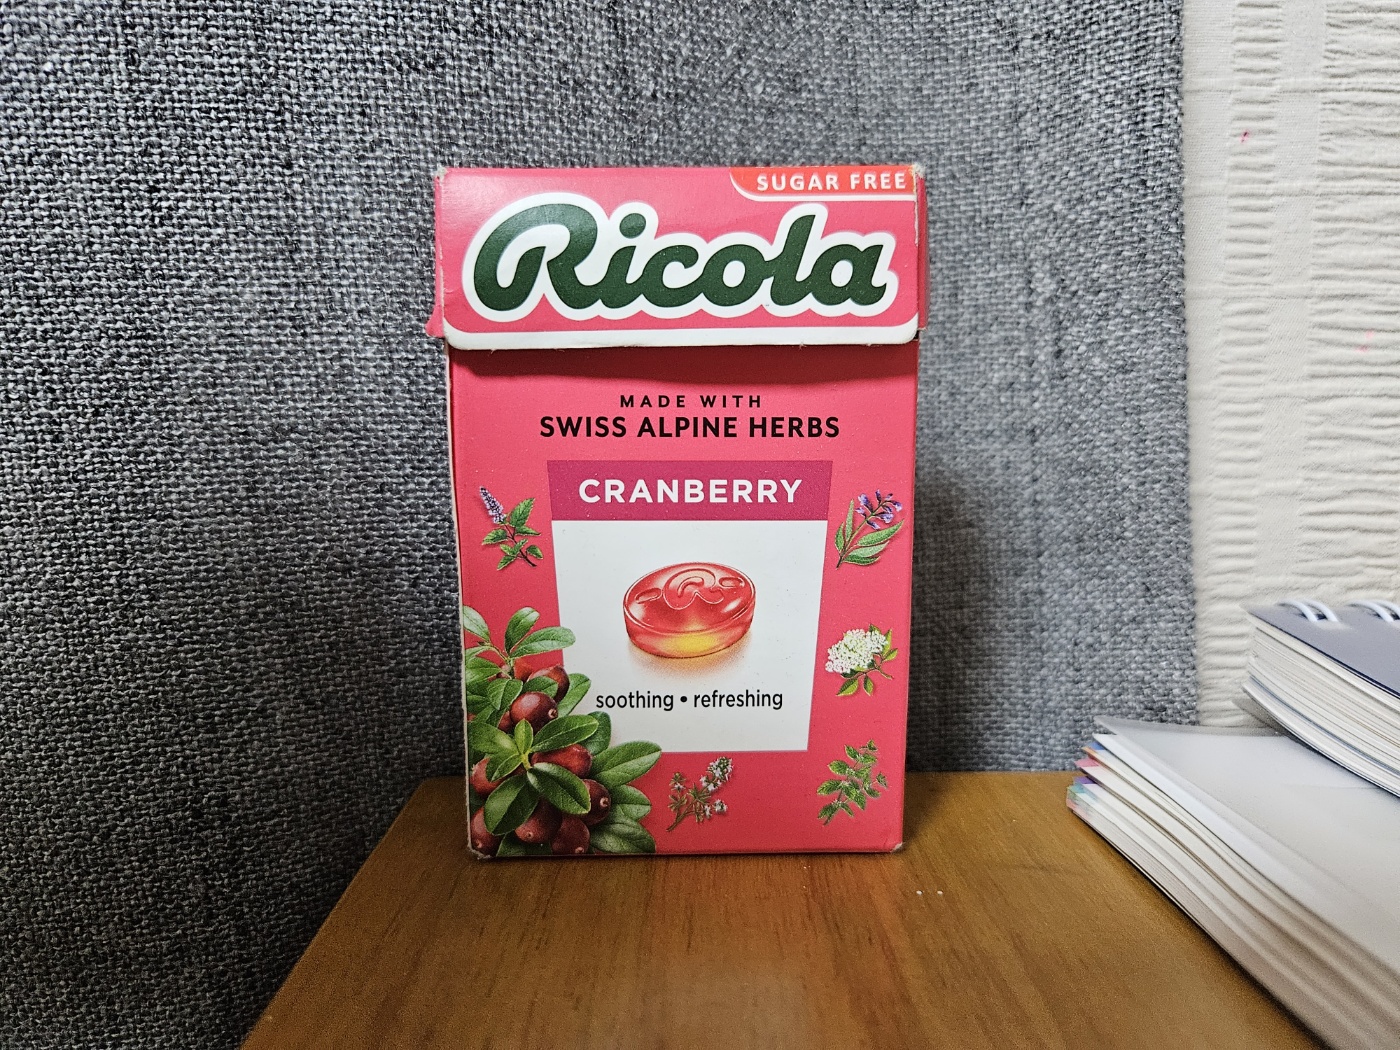 SUGAR FREE
Ricola
MADE WITH
SWISS ALPINE HERBS
CRANBERRY
soothing • refreshing